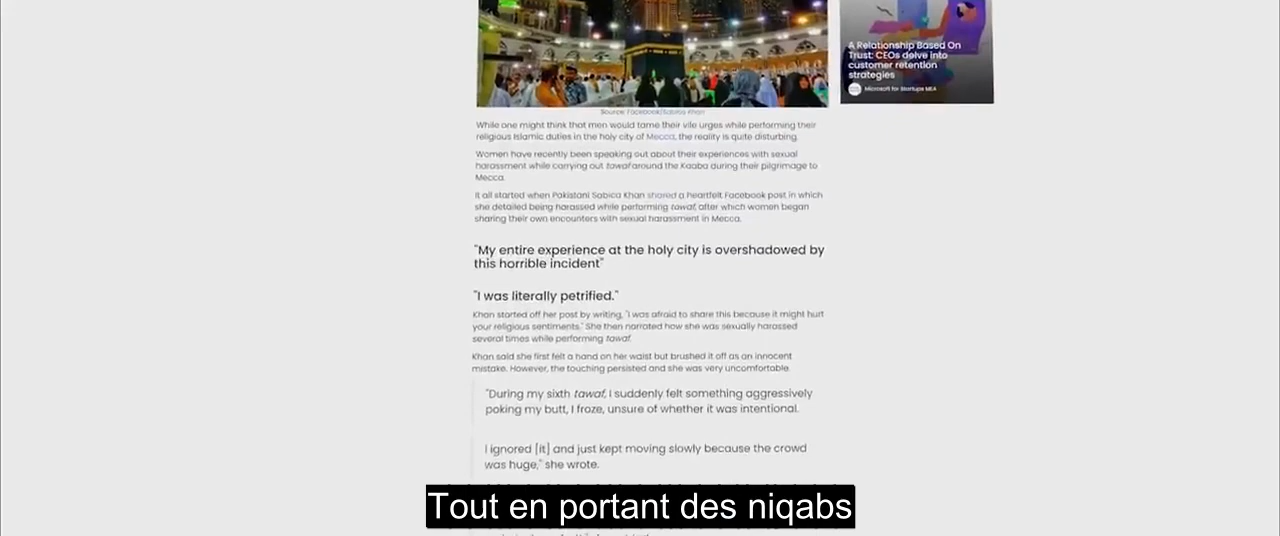 A Relationship Based On
Trust: CEOs delve into
customer retention
strategies
Microsoft for Startups MEA
Source: Facebook/Sabica Khan
While one might think that men would tame their vile urges while performing their
religious Islamic duties in the holy city of Mecca, the reality is quite disturbing.
Women have recently been speaking out about their experiences with sexual
harassment while carrying out tawaf around the Kaaba during their pilgrimage to
Mecca.
It all started when Pakistani Sabica Khan shared a heartfelt Facebook post in which
she detailed being harassed while performing tawaf, after which women began
sharing their own encounters with sexual harassment in Mecca.
"My entire experience at the holy city is overshadowed by
this horrible incident"
"I was literally petrified."
Khan started off her post by writing, "I was afraid to share this because it might hurt
your religious sentiments." She then narrated how she was sexually harassed
several times while performing tawaf.
Khan said she first felt a hand on her waist but brushed it off as an innocent
mistake. However, the touching persisted and she was very uncomfortable.
"During my sixth tawaf, I suddenly felt something aggressively
poking my butt, I froze, unsure of whether it was intentional.
I ignored [it] and just kept moving slowly because the crowd
was huge," she wrote.
Tout en portant des niqabs